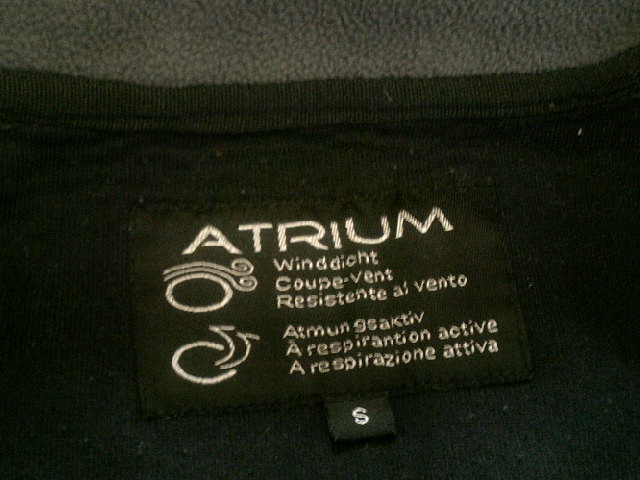 ATRIUM
Winddicht
Coupe-Vent
Resistente al vento
Atmungsaktiv
À respirantion active
A respirazione attiva
S